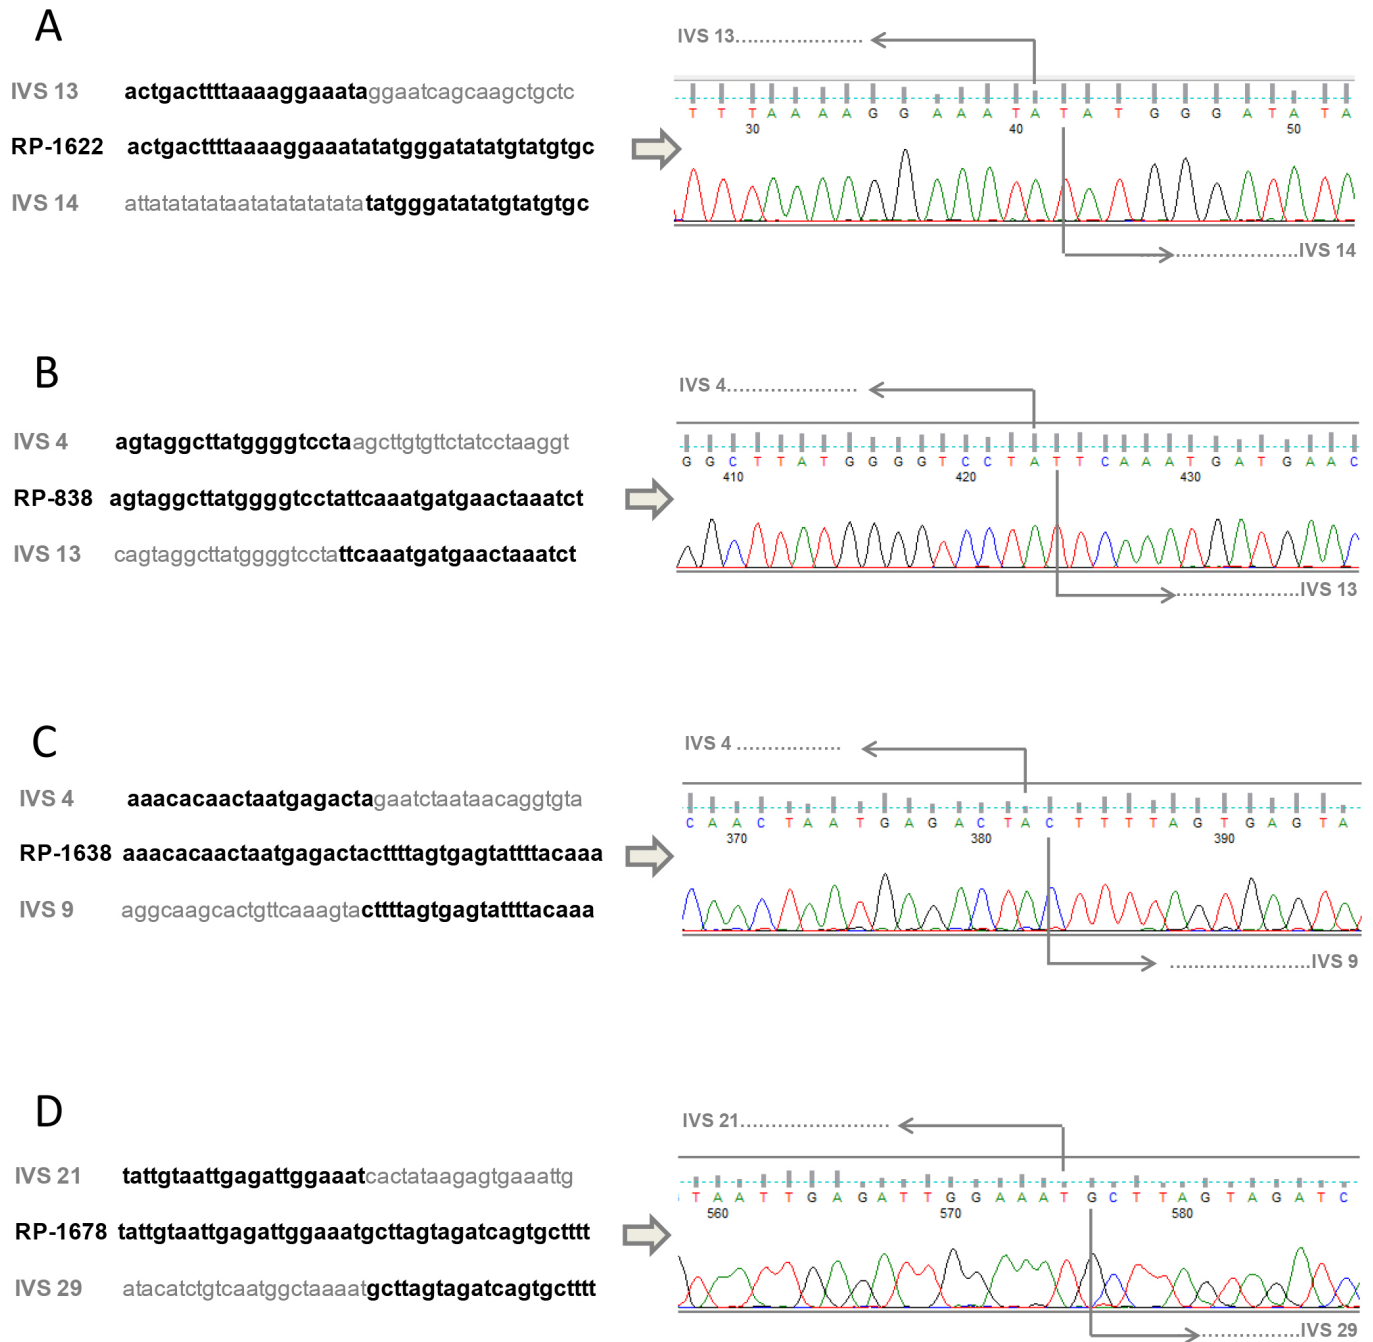 A
IVS 13..................... 
IVS 13 actgacttttaaaaggaaataggaatcagcaagctgctc
T T T A A A A G G A A A T A T A T G G G A T A T A
30 40 50
RP-1622 actgacttttaaaaggaaatatatgggatatatgtatgtgc
IVS 14 attatatatataatatatatatatatatgggatatatgtatgtgc
.....................IVS 14
B
IVS 4......................
IVS 4 agtaggcttatggggtcctaagcttgtgttctatcctaaggt
G G C T T A T G G G G T C C T A T T C A A A T G A T G A A C
410 420 430
RP-838 agtaggcttatggggtcctattcaaatgatgaactaaatct
IVS 13 cagtaggcttatggggtcctattcaaatgatgaactaaatct
.....................IVS 13
C
IVS 4 .................
IVS 4 aaacacaactaatgagactagaatctaataacaggtgta
C A A C T A A T G A G A C T A C T T T T A G T G A G T A
370 380 390
RP-1638 aaacacaactaatgagactacttttagtgagtattttacaaa
IVS 9 aggcaagcactgttcaaagtacttttagtgagtattttacaaa
.......................IVS 9
D
IVS 21.........................
IVS 21 tattgtaattgagattggaaatcactataagagtgaaattg
T A A T T G A G A T T G G A A A T G C T T A G T A G A T C
560 570 580
RP-1678 tattgtaattgagattggaaatgcttagtagatcagtgctttt
IVS 29 atacatctgtcaatggctaaaatgcttagtagatcagtgctttt
.................IVS 29